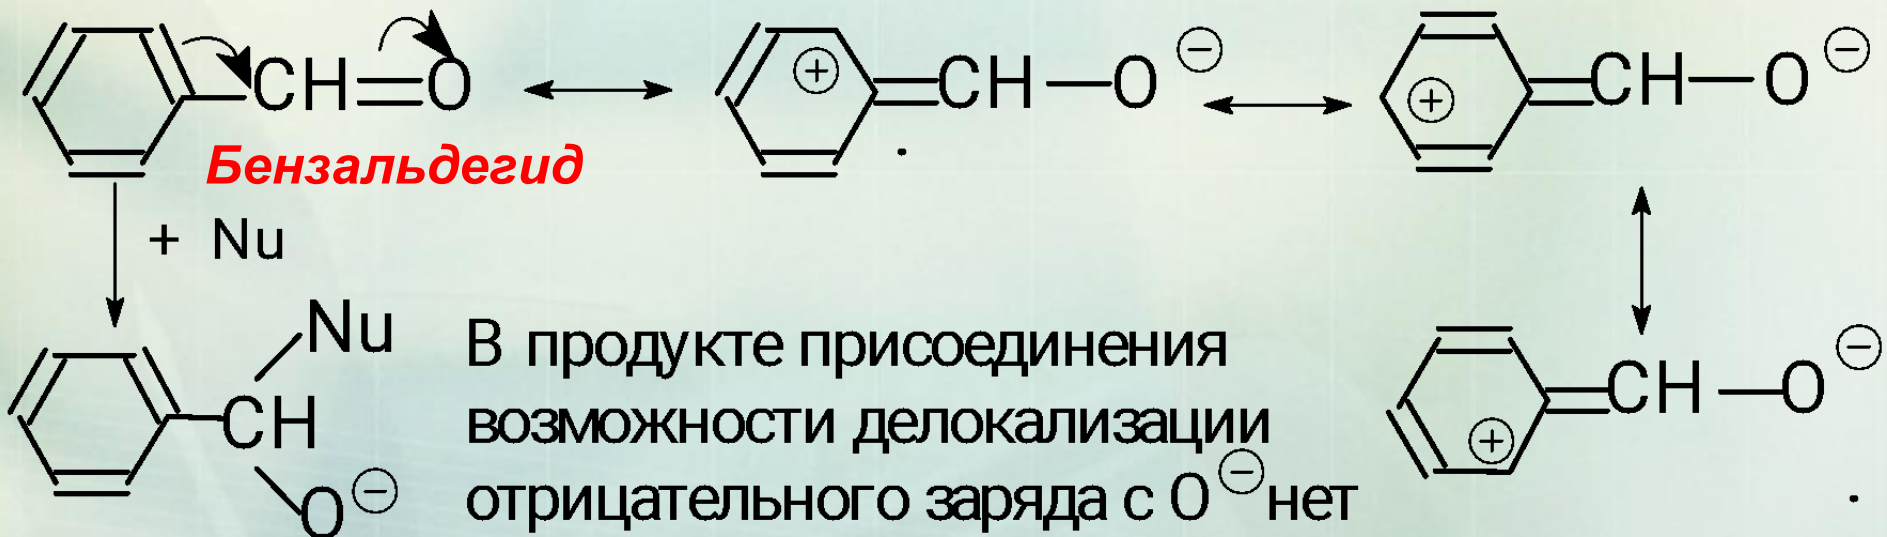 CH=O
CH—O⊖
CH—O⊖
Бензальдегид
+ Nu
Nu
CH
O⊖
CH—O⊖
В продукте присоединения
возможности делокализации
отрицательного заряда с O⊖ нет